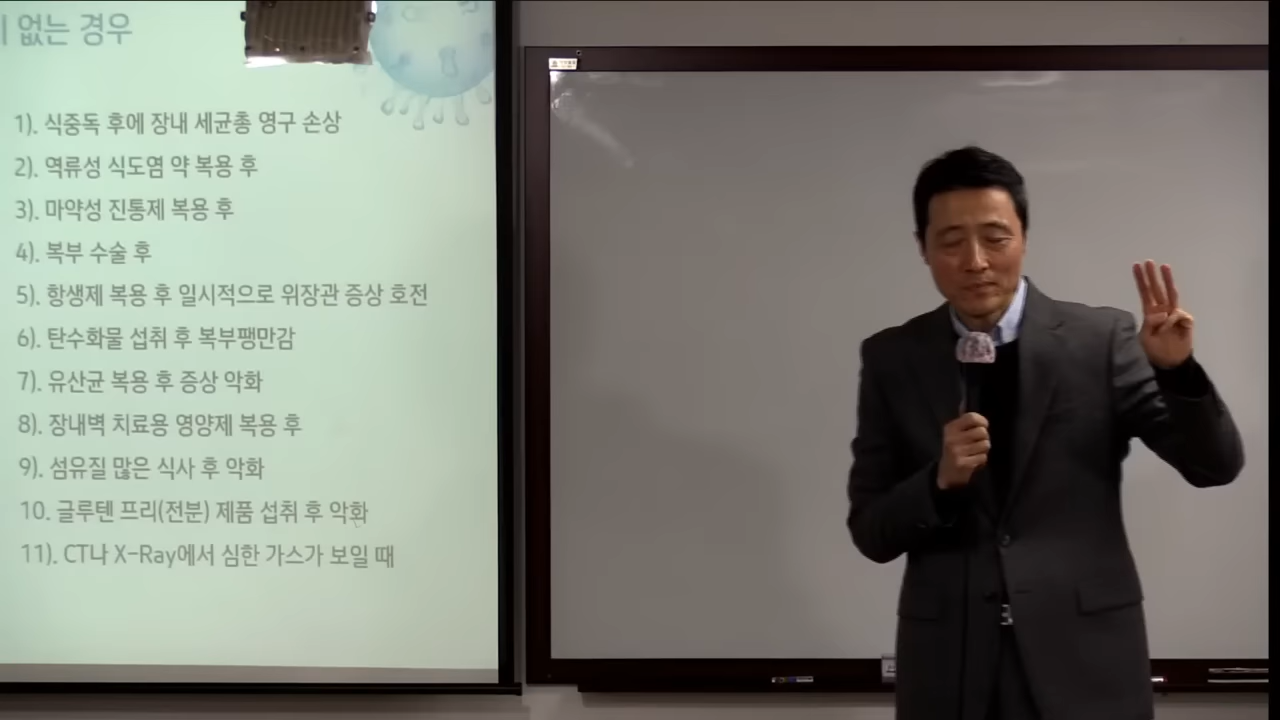 없는 경우
1). 식중독 후에 장내 세균총 영구 손상
2). 역류성 식도염 약 복용 후
3). 마약성 진통제 복용 후
4). 복부 수술 후
5). 항생제 복용 후 일시적으로 위장관 증상 호전
6). 탄수화물 섭취 후 복부팽만감
7). 유산균 복용 후 증상 악화
8). 장내벽 치료용 영양제 복용 후
9). 섬유질 많은 식사 후 악화
10. 글루텐 프리(전분) 제품 섭취 후 악화
11). CT나 X-Ray에서 심한 가스가 보일 때